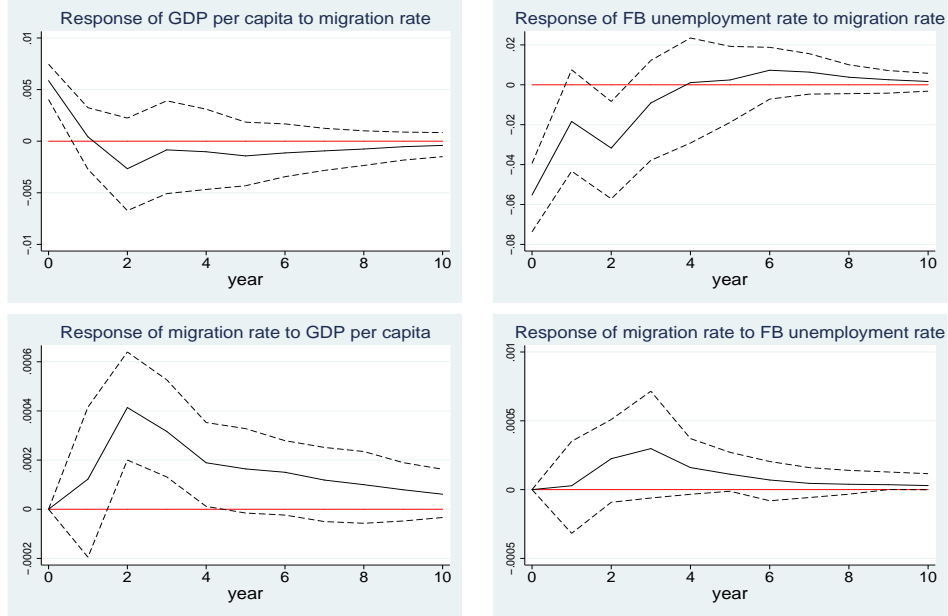 Response of GDP per capita to migration rate
.01
.005
0
-.005
-.01
0 2 4 6 8 10
year
Response of FB unemployment rate to migration rate
.02
0
-.02
-.04
-.06
-.08
0 2 4 6 8 10
year
Response of migration rate to GDP per capita
.0006
.0004
.0002
0
-.0002
0 2 4 6 8 10
year
Response of migration rate to FB unemployment rate
.001
.0005
0
-.0005
0 2 4 6 8 10
year